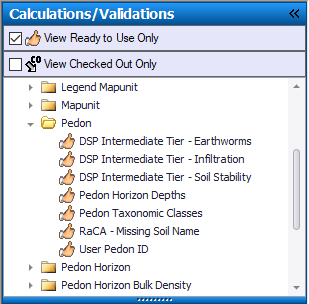 Calculations/Validations
View Ready to Use Only
View Checked Out Only
Legend Mapunit
Mapunit
Pedon
DSP Intermediate Tier - Earthworms
DSP Intermediate Tier - Infiltration
DSP Intermediate Tier - Soil Stability
Pedon Horizon Depths
Pedon Taxonomic Classes
RaCA - Missing Soil Name
User Pedon ID
Pedon Horizon
Pedon Horizon Bulk Density